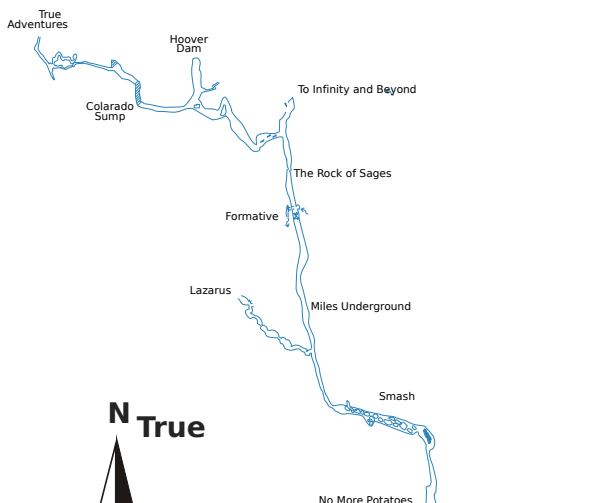 True
Adventures
Hoover
Dam
To Infinity and Beyond
Colarado
Sump
The Rock of Sages
Formative
Lazarus
Miles Underground
Smash
N
True
No More Potatoes